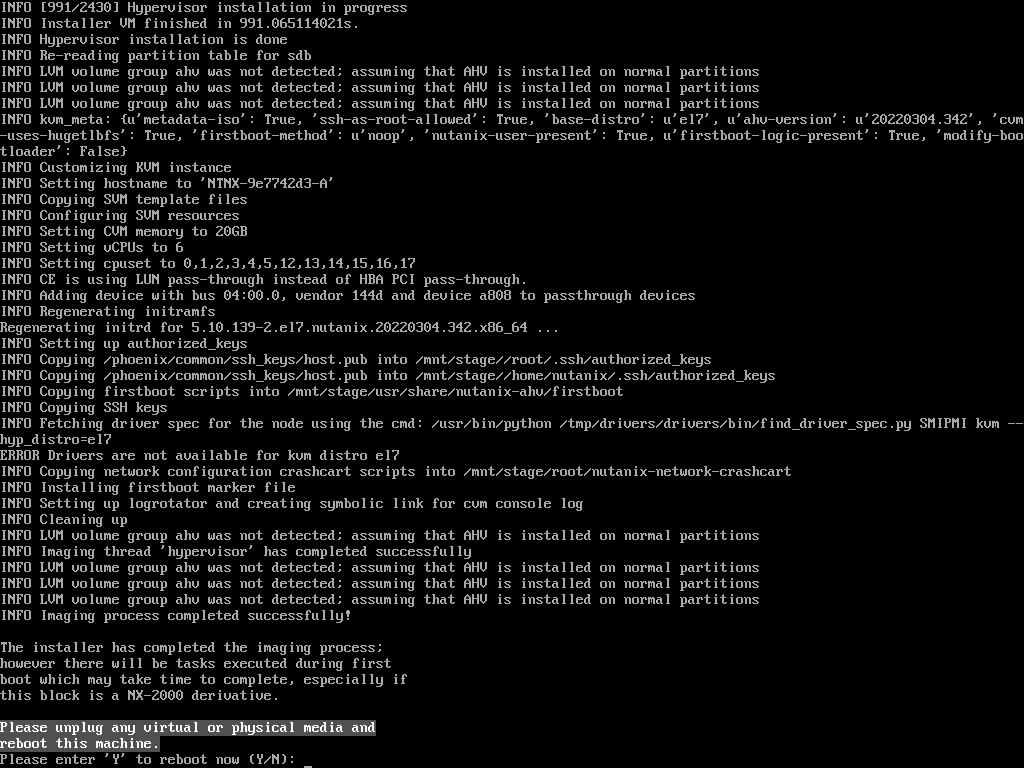 INFO [991/2430] Hypervisor installation in progress
INFO Installer VM finished in 991.065114021s.
INFO Hypervisor installation is done
INFO Re-reading partition table for sdb
INFO LVM volume group ahv was not detected; assuming that AHV is installed on normal partitions
INFO LVM volume group ahv was not detected; assuming that AHV is installed on normal partitions
INFO LVM volume group ahv was not detected; assuming that AHV is installed on normal partitions
INFO kvm_meta: {u'metadata-iso': True, 'ssh-as-root-allowed': True, 'base-distro': u'el7', u'ahv-version': u'20220304.342', 'cvm
-uses-hugetlbfs': True, 'firstboot-method': u'noop', 'nutanix-user-present': True, u'firstboot-logic-present': True, 'modify-boo
tloader': False}
INFO Customizing KVM instance
INFO Setting hostname to 'NTNX-9e7742d3-A'
INFO Copying SVM template files
INFO Configuring SVM resources
INFO Setting CVM memory to 20GB
INFO Setting vCPUs to 6
INFO Setting cpuset to 0,1,2,3,4,5,12,13,14,15,16,17
INFO CE is using LUN pass-through instead of HBA PCI pass-through.
INFO Adding device with bus 04:00.0, vendor 144d and device a808 to passthrough devices
INFO Regenerating initramfs
Regenerating initrd for 5.10.139-2.el7.nutanix.20220304.342.x86_64 ...
INFO Setting up authorized_keys
INFO Copying /phoenix/common/ssh_keys/host.pub into /mnt/stage//root/.ssh/authorized_keys
INFO Copying /phoenix/common/ssh_keys/host.pub into /mnt/stage//home/nutanix/.ssh/authorized_keys
INFO Copying firstboot scripts into /mnt/stage/usr/share/nutanix-ahv/firstboot
INFO Copying SSH keys
INFO Fetching driver spec for the node using the cmd: /usr/bin/python /tmp/drivers/drivers/bin/find_driver_spec.py SMIPMI kvm --
hyp_distro=el7
ERROR Drivers are not available for kvm distro el7
INFO Copying network configuration crashcart scripts into /mnt/stage/root/nutanix-network-crashcart
INFO Installing firstboot marker file
INFO Setting up logrotator and creating symbolic link for cvm console log
INFO Cleaning up
INFO LVM volume group ahv was not detected; assuming that AHV is installed on normal partitions
INFO Imaging thread 'hypervisor' has completed successfully
INFO LVM volume group ahv was not detected; assuming that AHV is installed on normal partitions
INFO LVM volume group ahv was not detected; assuming that AHV is installed on normal partitions
INFO LVM volume group ahv was not detected; assuming that AHV is installed on normal partitions
INFO Imaging process completed successfully!
The installer has completed the imaging process;
however there will be tasks executed during first
boot which may take time to complete, especially if
this block is a NX-2000 derivative.
Please unplug any virtual or physical media and
reboot this machine.
Please enter 'Y' to reboot now (Y/N): _